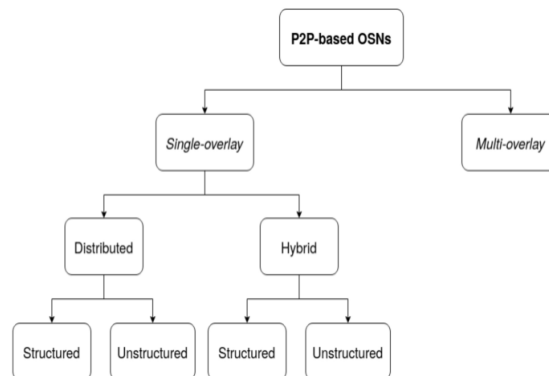 P2P-based OSNs
Single-overlay
Multi-overlay
Distributed
Hybrid
Structured
Unstructured
Structured
Unstructured